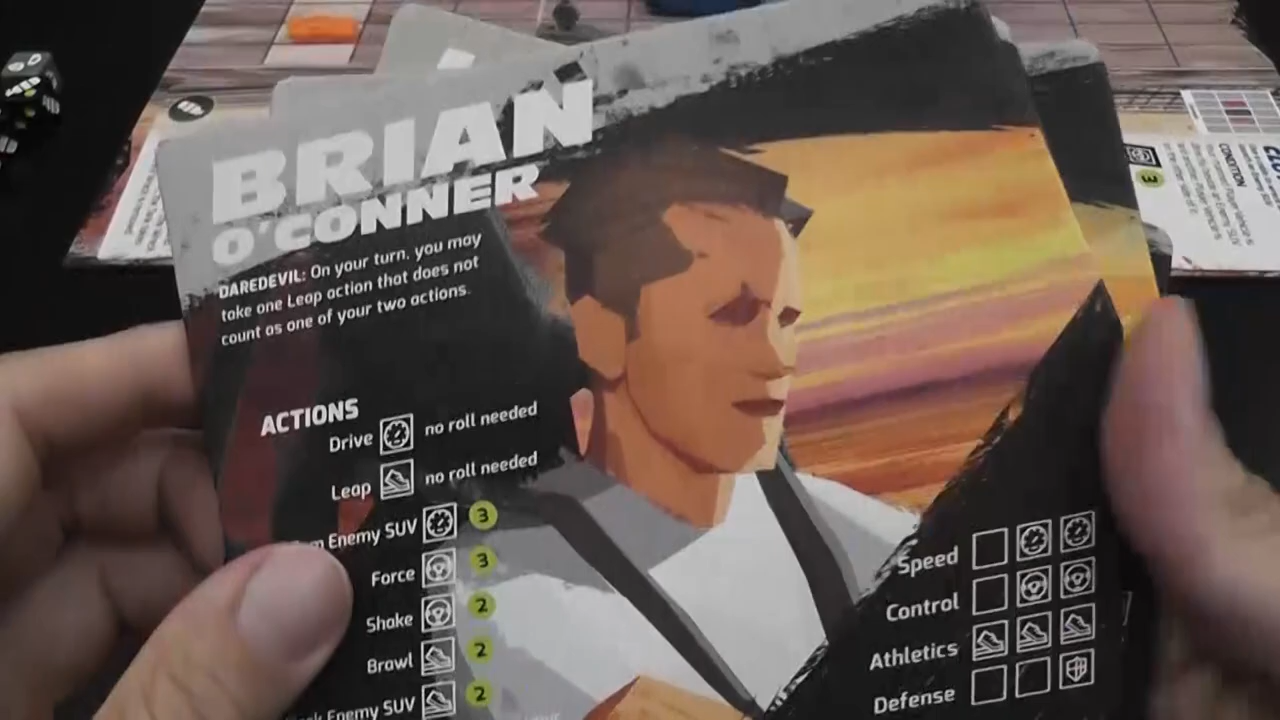 BRIAN
O'CONNER
DAREDEVIL: On your turn, you may
take one Leap action that does not
count as one of your two actions.
ACTIONS
Drive no roll needed
Leap no roll needed
Enemy SUV 3
Force 3
Shake 2
Brawl 2
Enemy SUV 2
Speed
Control
Athletics
Defense
CONDITION
3